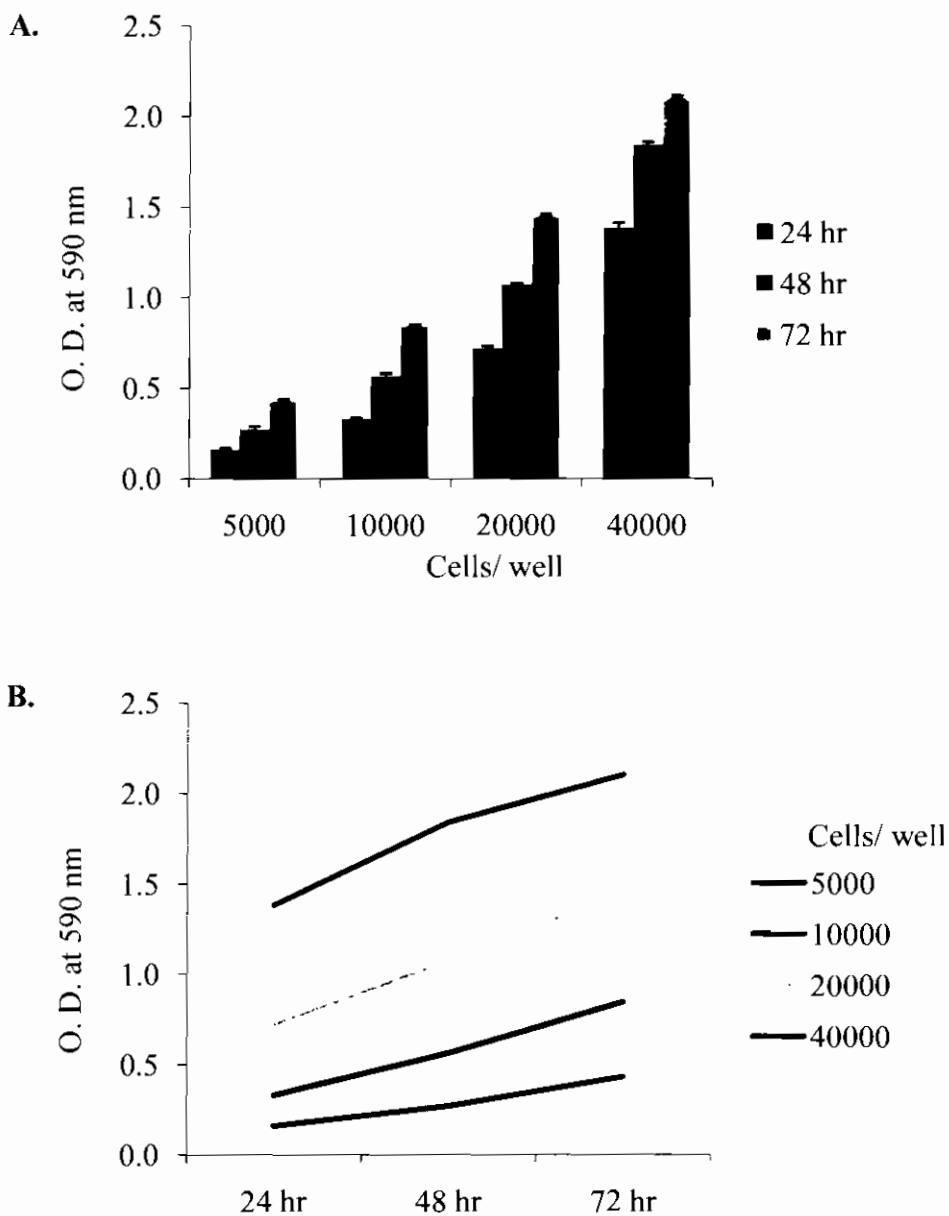 A.
2.5
2.0
1.5
1.0
0.5
0.0
O. D. at 590 nm
5000 10000 20000 40000
Cells/ well
24 hr
48 hr
72 hr
B.
2.5
2.0
1.5
1.0
0.5
0.0
O. D. at 590 nm
24 hr 48 hr 72 hr
Cells/ well
5000
10000
20000
40000